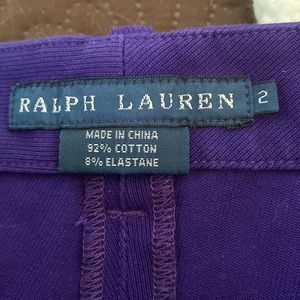 RALPH LAUREN 2
MADE IN CHINA
92% COTTON
8% ELASTANE